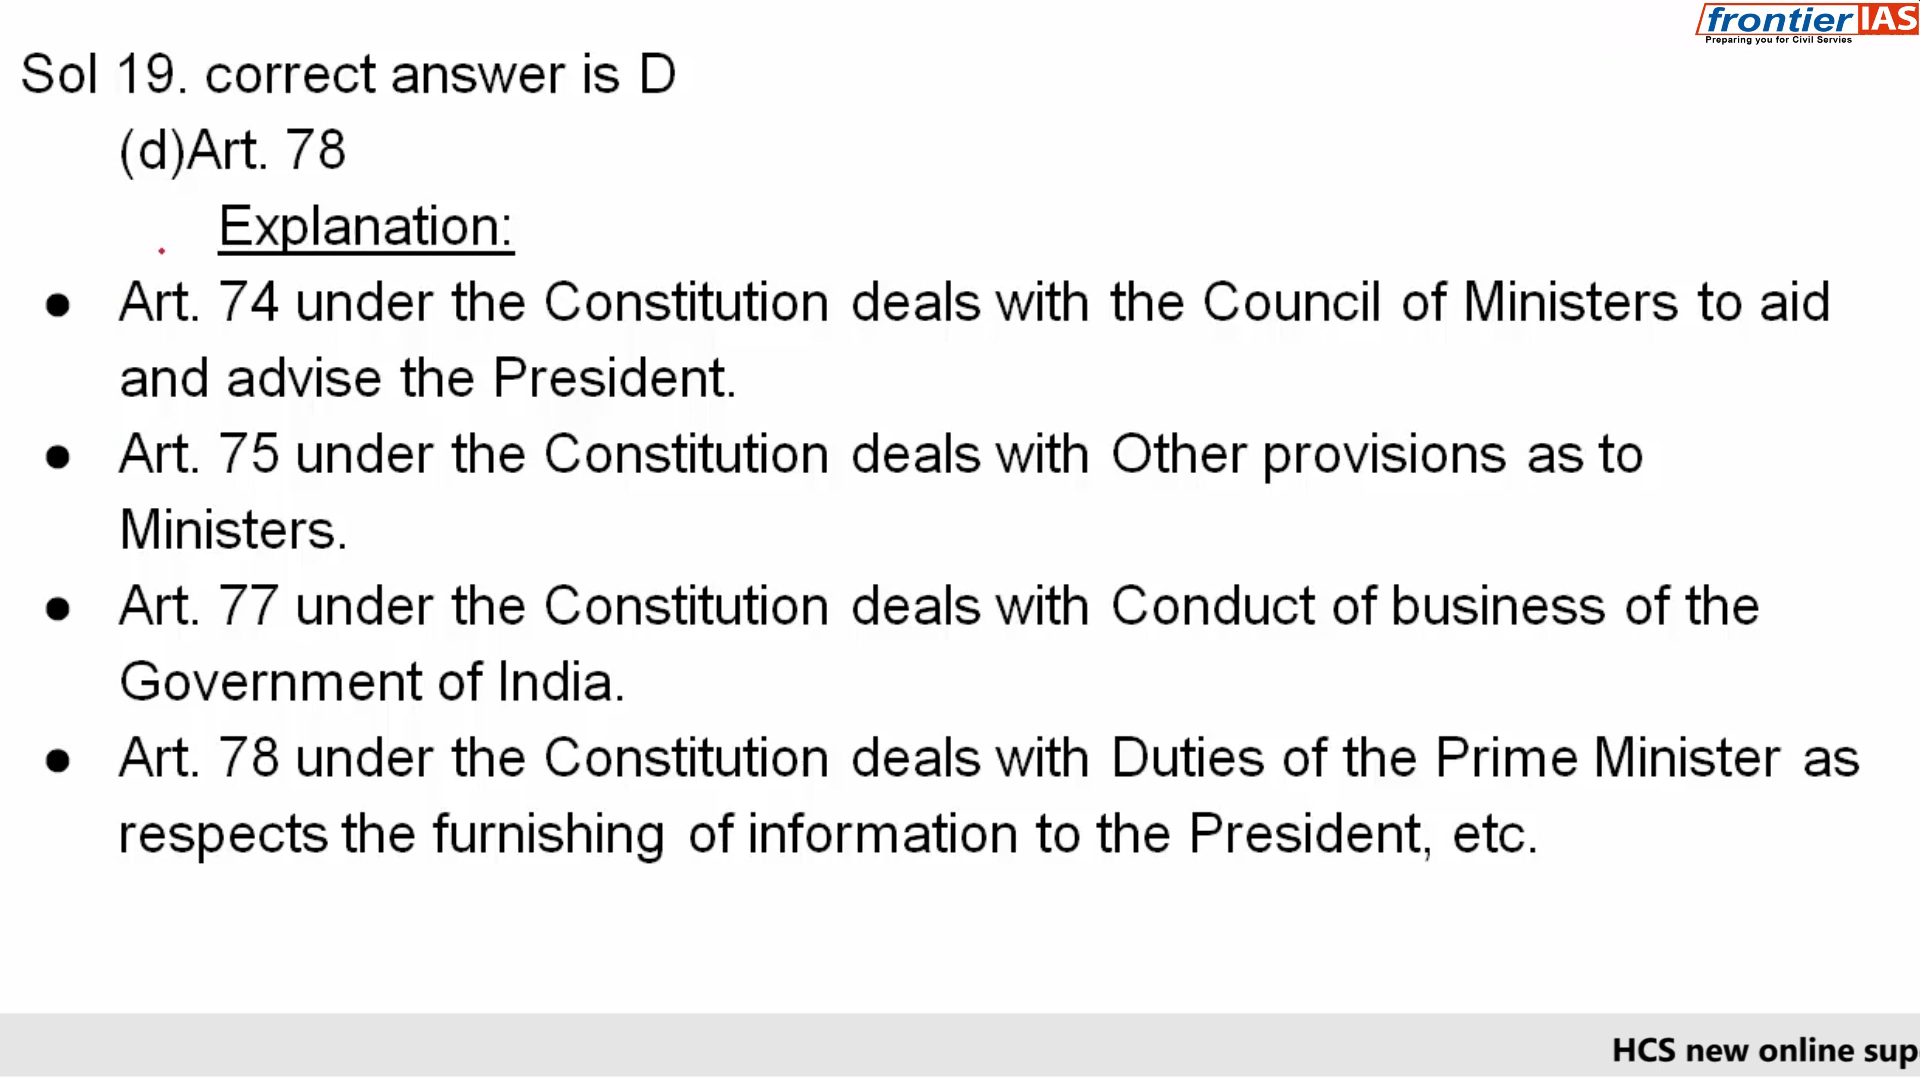 frontier IAS
Preparing you for Civil Servies
Sol 19. correct answer is D
(d)Art. 78
Explanation:
● Art. 74 under the Constitution deals with the Council of Ministers to aid
and advise the President.
● Art. 75 under the Constitution deals with Other provisions as to
Ministers.
● Art. 77 under the Constitution deals with Conduct of business of the
Government of India.
● Art. 78 under the Constitution deals with Duties of the Prime Minister as
respects the furnishing of information to the President, etc.
HCS new online sup